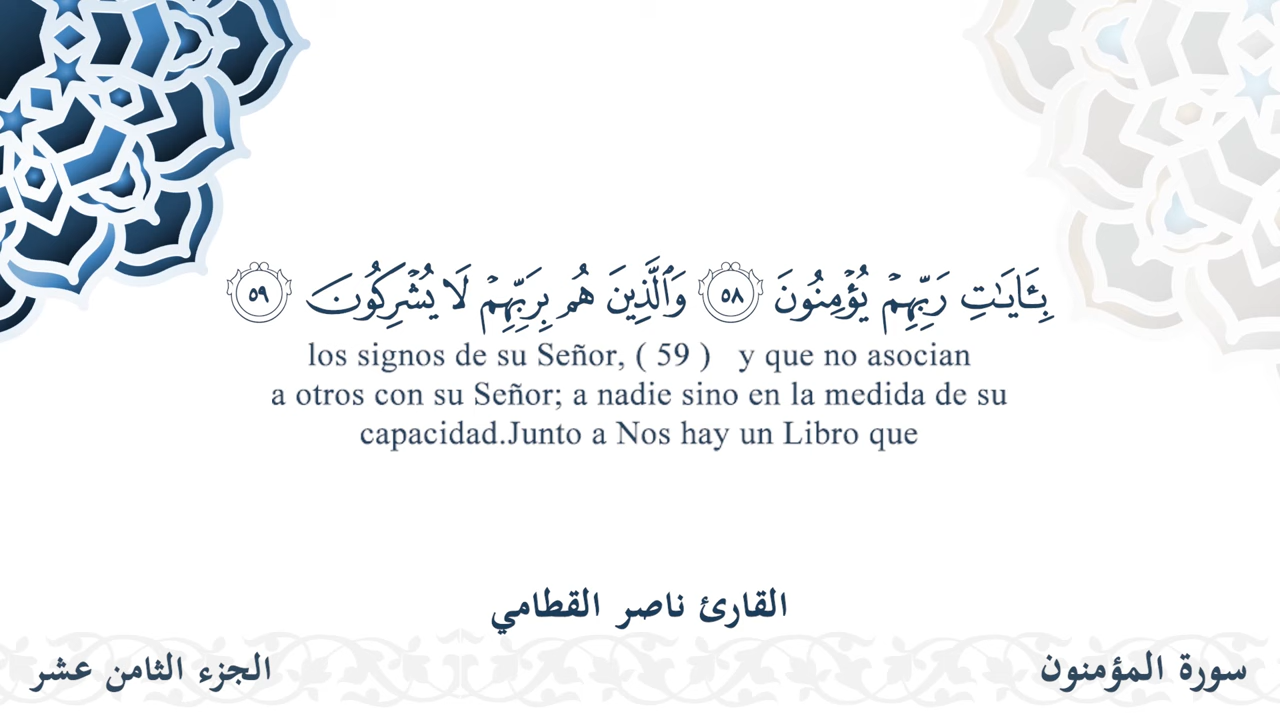 بِـَٔايَـٰتِ رَبِّهِمۡ يُؤۡمِنُونَ ٥٨ وَٱلَّذِينَ هُم بِرَبِّهِمۡ لَا يُشۡرِكُونَ ٥٩
los signos de su Señor, ( 59 ) y que no asocian
a otros con su Señor; a nadie sino en la medida de su
capacidad.Junto a Nos hay un Libro que
القارئ ناصر القطامي
سورة المؤمنون
الجزء الثامن عشر